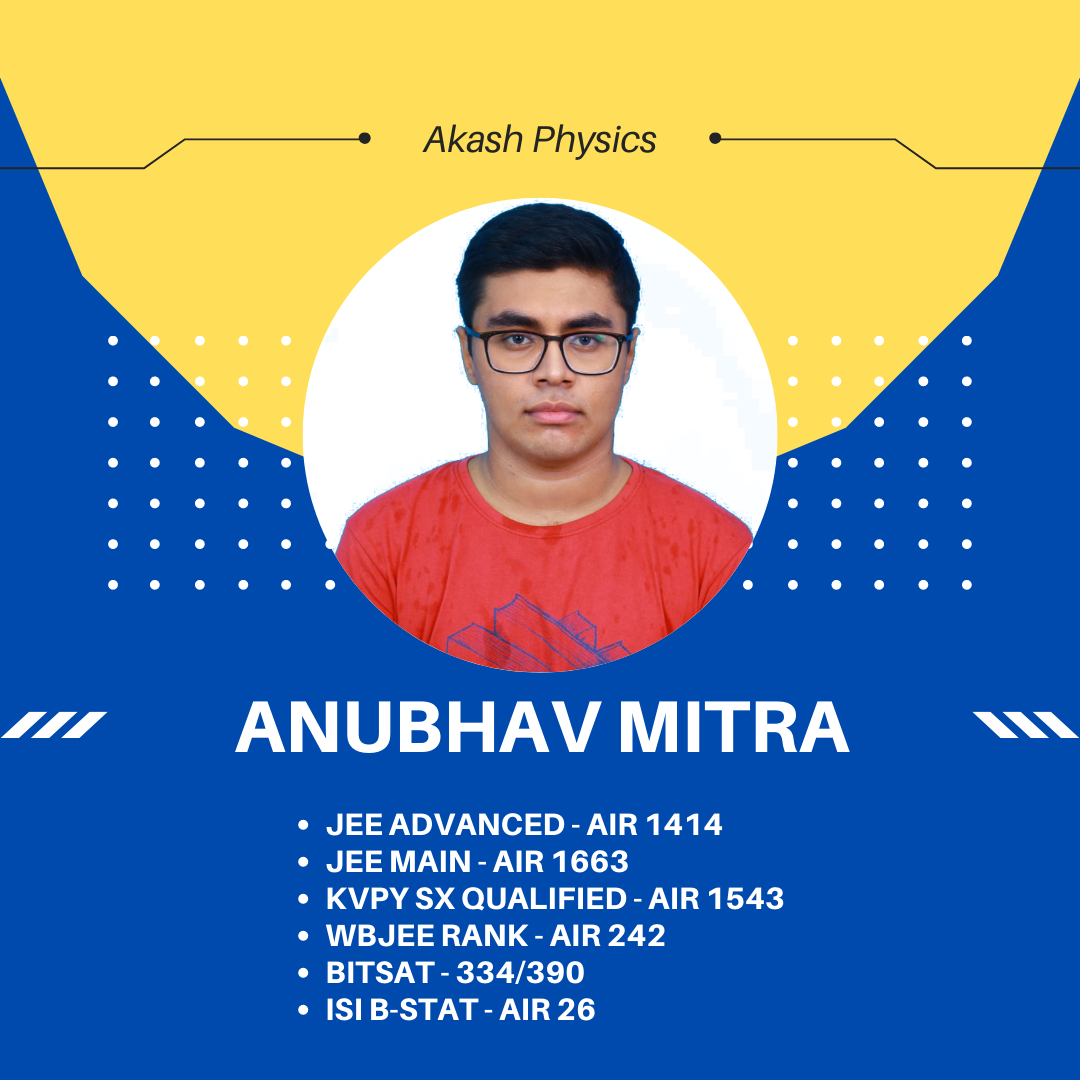 Akash Physics
ANUBHAV MITRA
JEE ADVANCED - AIR 1414
JEE MAIN - AIR 1663
KVPY SX QUALIFIED - AIR 1543
WBJEE RANK - AIR 242
BITSAT - 334/390
ISI B-STAT - AIR 26